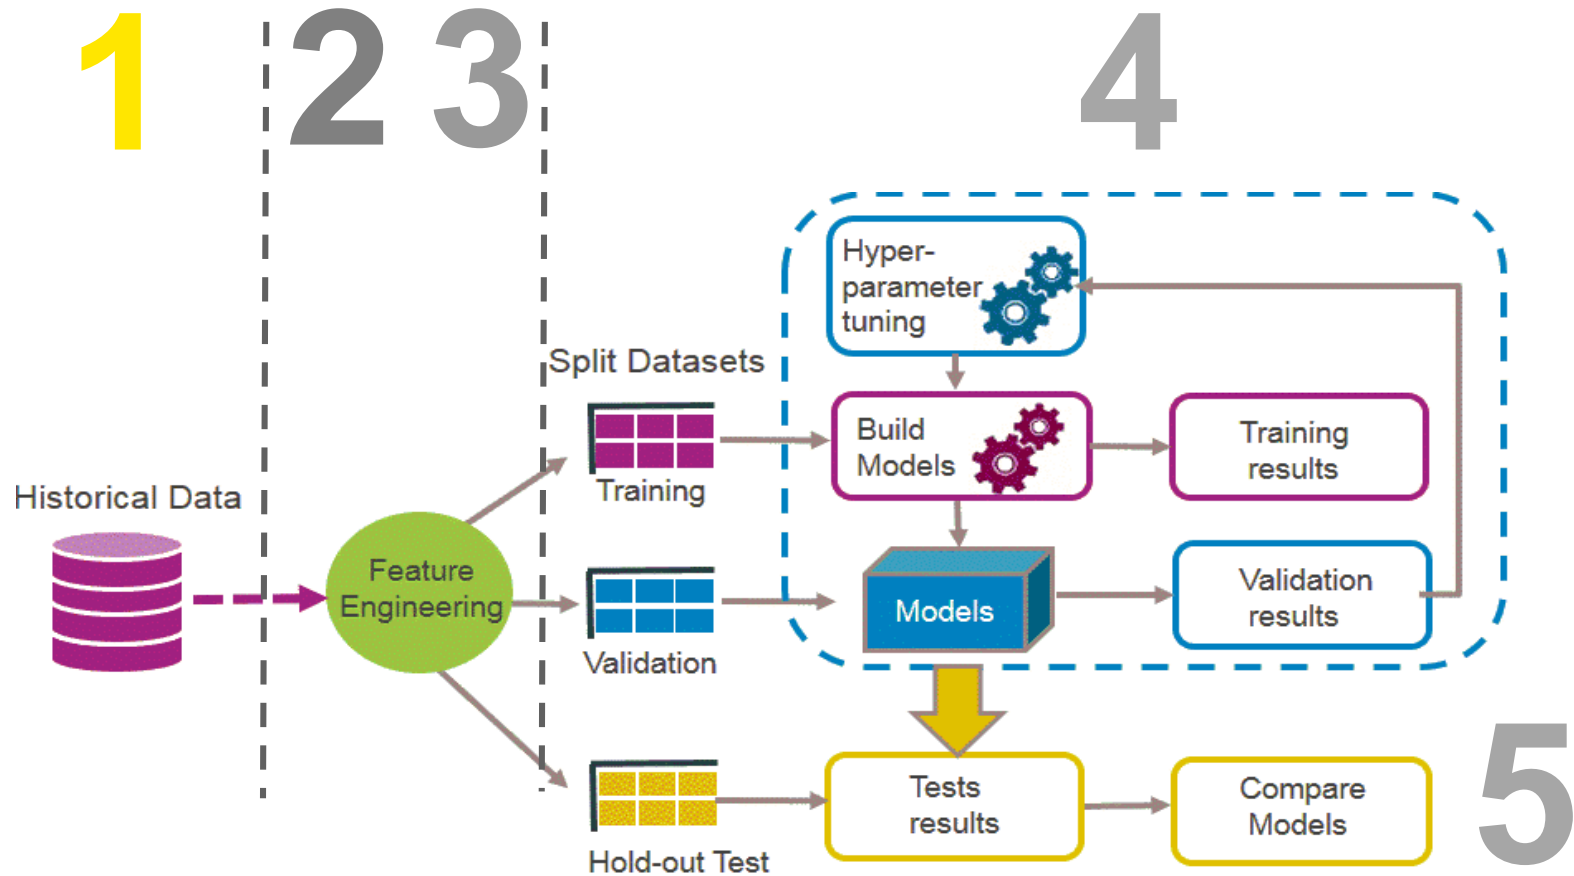 1
2
3
4
Hyper-
parameter
tuning
Split Datasets
Build
Models
Training
results
Training
Historical Data
Feature
Engineering
Models
Validation
results
Validation
5
Tests
results
Compare
Models
Hold-out Test